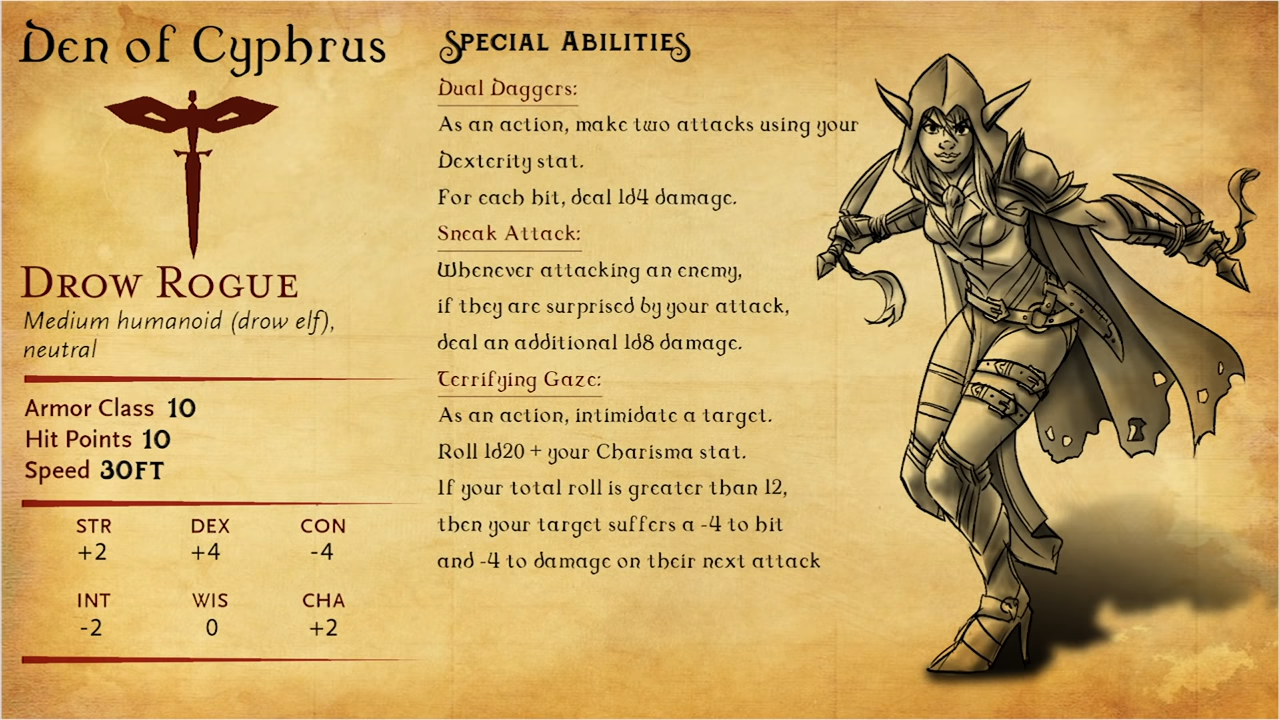 Den of Cyphrus
Drow Rogue
Medium humanoid (drow elf),
neutral
Armor Class 10
Hit Points 10
Speed 30FT
STR DEX CON
+2 +4 -4
INT WIS CHA
-2 0 +2
Special Abilities
Dual Daggers:
As an action, make two attacks using your
Dexterity stat.
For each hit, deal 1d4 damage.
Sneak Attack:
Whenever attacking an enemy,
if they are surprised by your attack,
deal an additional 1d8 damage.
Terrifying Gaze:
As an action, intimidate a target.
Roll 1d20 + your Charisma stat.
If your total roll is greater than 12,
then your target suffers a -4 to hit
and -4 to damage on their next attack